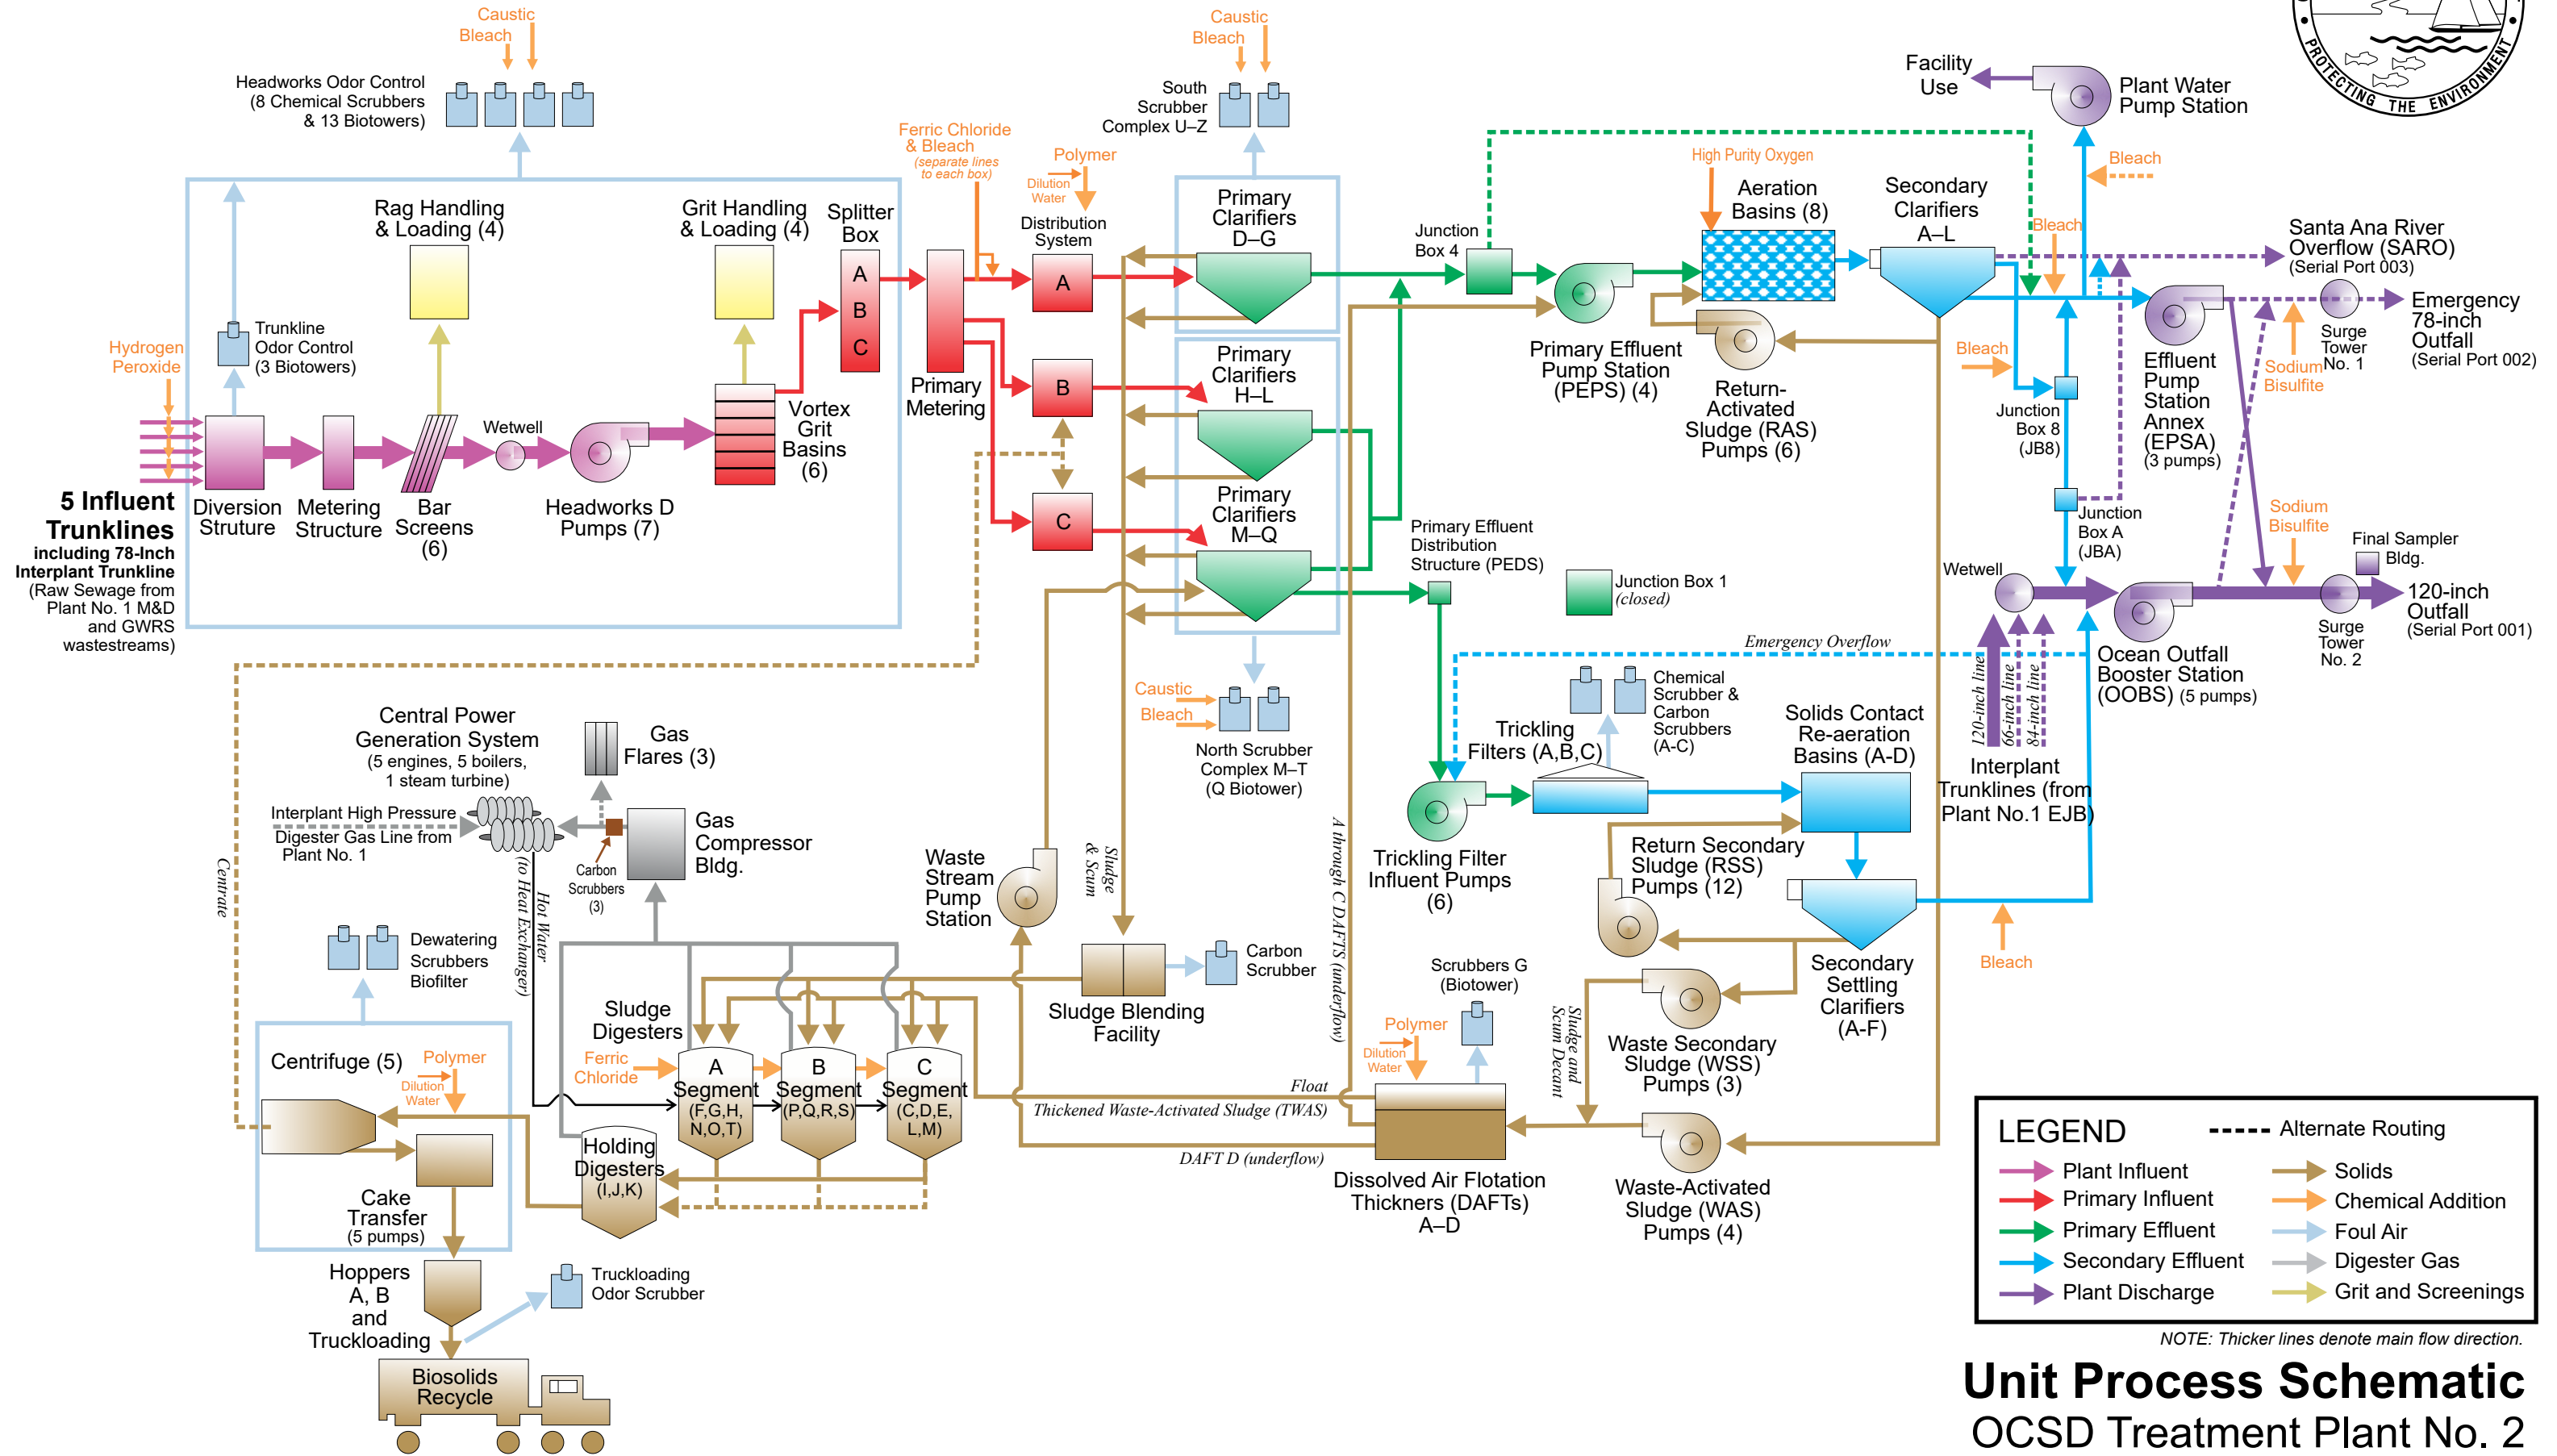 Caustic
Bleach
Headworks Odor Control
(8 Chemical Scrubbers
& 13 Biotowers)
Caustic
Bleach
South
Scrubber
Complex U–Z
Facility
Use
Plant Water
Pump Station
PROTECTING THE ENVIRONMENT
Bleach
Ferric Chloride
& Bleach
(separate lines
to each box)
Polymer
Dilution
Water
Distribution
System
High Purity Oxygen
Aeration
Basins (8)
Secondary
Clarifiers
A–L
Bleach
Santa Ana River
Overflow (SARO)
(Serial Port 003)
Rag Handling
& Loading (4)
Grit Handling
& Loading (4)
Splitter
Box
A
B
C
Primary
Clarifiers
D–G
Junction
Box 4
A
Primary
Metering
Hydrogen
Peroxide
Trunkline
Odor Control
(3 Biotowers)
Primary
Clarifiers
H–L
B
Primary Effluent
Pump Station
(PEPS) (4)
Return-
Activated
Sludge (RAS)
Pumps (6)
Bleach
Junction
Box 8
(JB8)
Effluent
Pump
Station
Annex
(EPSA)
(3 pumps)
Sodium
Bisulfite
Surge
Tower
No. 1
Emergency
78-inch
Outfall
(Serial Port 002)
Wetwell
Vortex
Grit
Basins
(6)
5 Influent
Trunklines
including 78-Inch
Interplant Trunkline
(Raw Sewage from
Plant No. 1 M&D
and GWRS
wastestreams)
Diversion
Struture
Metering
Structure
Bar
Screens
(6)
Headworks D
Pumps (7)
C
Primary
Clarifiers
M–Q
Primary Effluent
Distribution
Structure (PEDS)
Junction Box 1
(closed)
Junction
Box A
(JBA)
Wetwell
Sodium
Bisulfite
Final Sampler
Bldg.
120-inch
Outfall
(Serial Port 001)
Surge
Tower
No. 2
Emergency Overflow
Ocean Outfall
Booster Station
(OOBS) (5 pumps)
120-inch line
66-inch line
84-inch line
Interplant
Trunklines (from
Plant No.1 EJB)
Caustic
Bleach
North Scrubber
Complex M–T
(Q Biotower)
Chemical
Scrubber &
Carbon
Scrubbers
(A-C)
Trickling
Filters (A,B,C)
Solids Contact
Re-aeration
Basins (A-D)
Central Power
Generation System
(5 engines, 5 boilers,
1 steam turbine)
Gas
Flares (3)
Interplant High Pressure
Digester Gas Line from
Plant No. 1
Gas
Compressor
Bldg.
Carbon
Scrubbers
(3)
Hot Water
(to Heat Exchanger)
Centrate
Waste
Stream
Pump
Station
Sludge
& Scum
A through C DAFTS (underflow)
Trickling Filter
Influent Pumps
(6)
Return Secondary
Sludge (RSS)
Pumps (12)
Bleach
Dewatering
Scrubbers
Biofilter
Carbon
Scrubber
Sludge Blending
Facility
Scrubbers G
(Biotower)
Secondary
Settling
Clarifiers
(A-F)
Sludge and
Scum Decant
Waste Secondary
Sludge (WSS)
Pumps (3)
Sludge
Digesters
Ferric
Chloride
A
Segment
(F,G,H,
N,O,T)
B
Segment
(P,Q,R,S)
C
Segment
(C,D,E,
L,M)
Polymer
Dilution
Water
Centrifuge (5)
Polymer
Dilution
Water
Float
Thickened Waste-Activated Sludge (TWAS)
DAFT D (underflow)
Holding
Digesters
(I,J,K)
Dissolved Air Flotation
Thickners (DAFTs)
A–D
Waste-Activated
Sludge (WAS)
Pumps (4)
Cake
Transfer
(5 pumps)
Hoppers
A, B
and
Truckloading
Truckloading
Odor Scrubber
Biosolids
Recycle
LEGEND
Alternate Routing
Plant Influent
Primary Influent
Primary Effluent
Secondary Effluent
Plant Discharge
Solids
Chemical Addition
Foul Air
Digester Gas
Grit and Screenings
NOTE: Thicker lines denote main flow direction.
Unit Process Schematic
OCSD Treatment Plant No. 2